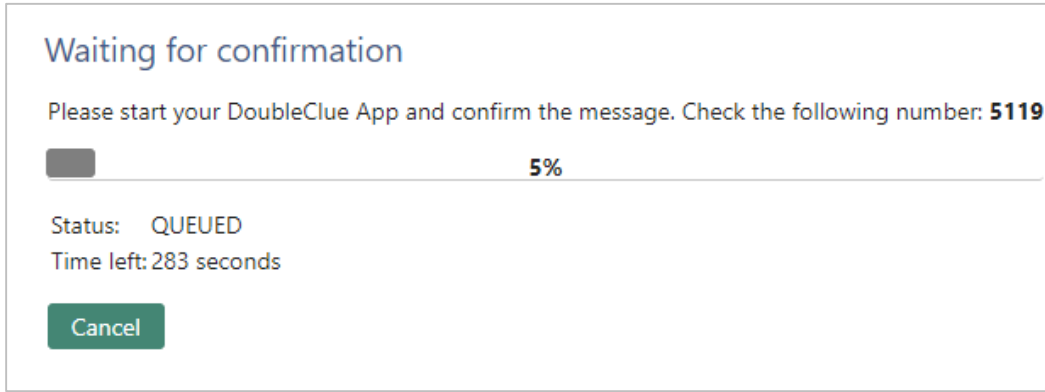 Waiting for confirmation
Please start your DoubleClue App and confirm the message. Check the following number: 5119
5%
Status: QUEUED
Time left: 283 seconds
Cancel